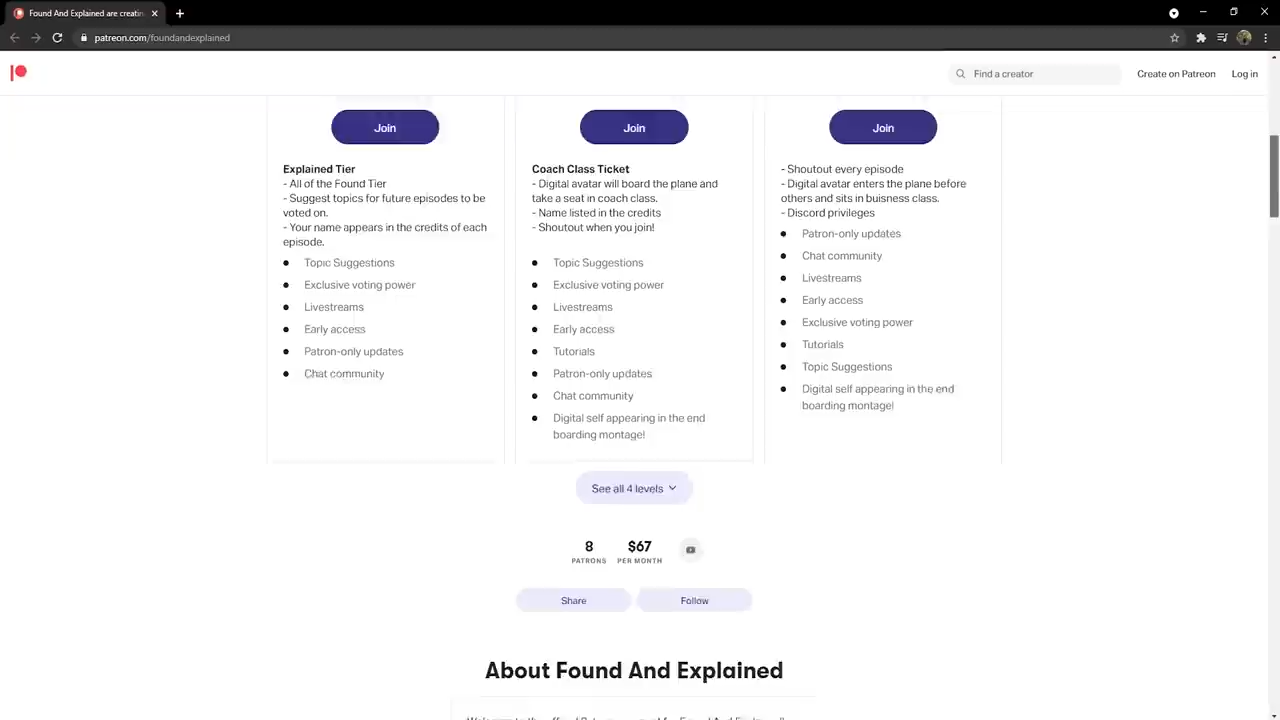 Found And Explained are creatin
patreon.com/foundandexplained
Find a creator
Create on Patreon
Log in
Join
Explained Tier
- All of the Found Tier
- Suggest topics for future episodes to be
voted on.
- Your name appears in the credits of each
episode.
Topic Suggestions
Exclusive voting power
Livestreams
Early access
Patron-only updates
Chat community
Join
Coach Class Ticket
- Digital avatar will board the plane and
take a seat in coach class.
- Name listed in the credits
- Shoutout when you join!
Topic Suggestions
Exclusive voting power
Livestreams
Early access
Tutorials
Patron-only updates
Chat community
Digital self appearing in the end
boarding montage!
Join
- Shoutout every episode
- Digital avatar enters the plane before
others and sits in buisness class.
- Discord privileges
Patron-only updates
Chat community
Livestreams
Early access
Exclusive voting power
Tutorials
Topic Suggestions
Digital self appearing in the end
boarding montage!
See all 4 levels
8
PATRONS
$67
PER MONTH
Share
Follow
About Found And Explained